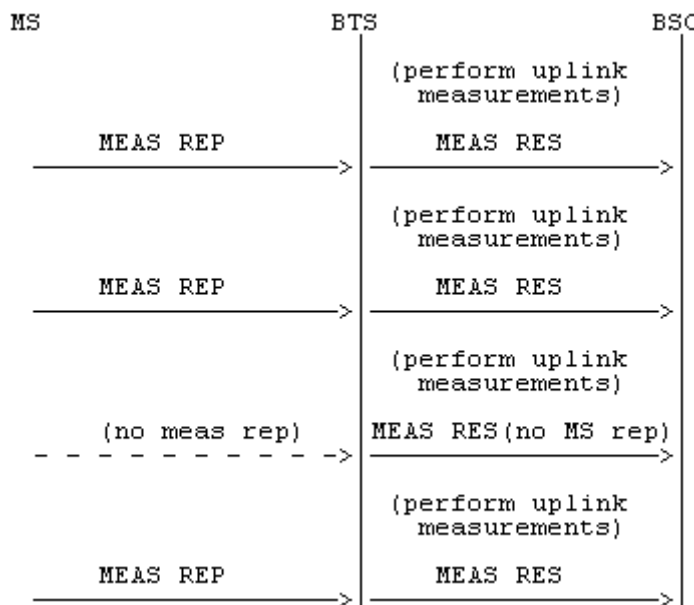 MS BTS BSC
(perform uplink
measurements)
MEAS REP MEAS RES
(perform uplink
measurements)
MEAS REP MEAS RES
(perform uplink
measurements)
(no meas rep) MEAS RES(no MS rep)
(perform uplink
measurements)
MEAS REP MEAS RES